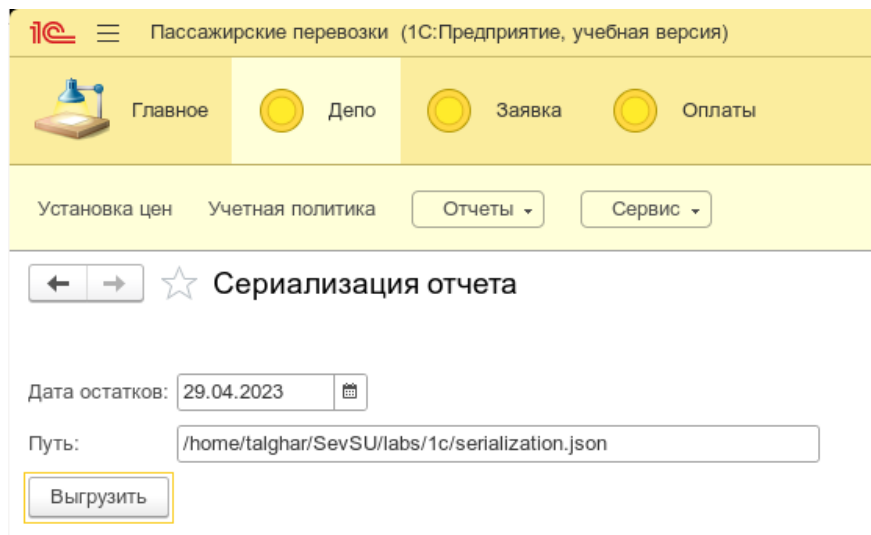 1С Пассажирские перевозки (1С:Предприятие, учебная версия)
Главное Депо Заявка Оплаты
Установка цен Учетная политика Отчеты Сервис
Сериализация отчета
Дата остатков: 29.04.2023
Путь: /home/talghar/SevSU/labs/1c/serialization.json
Выгрузить